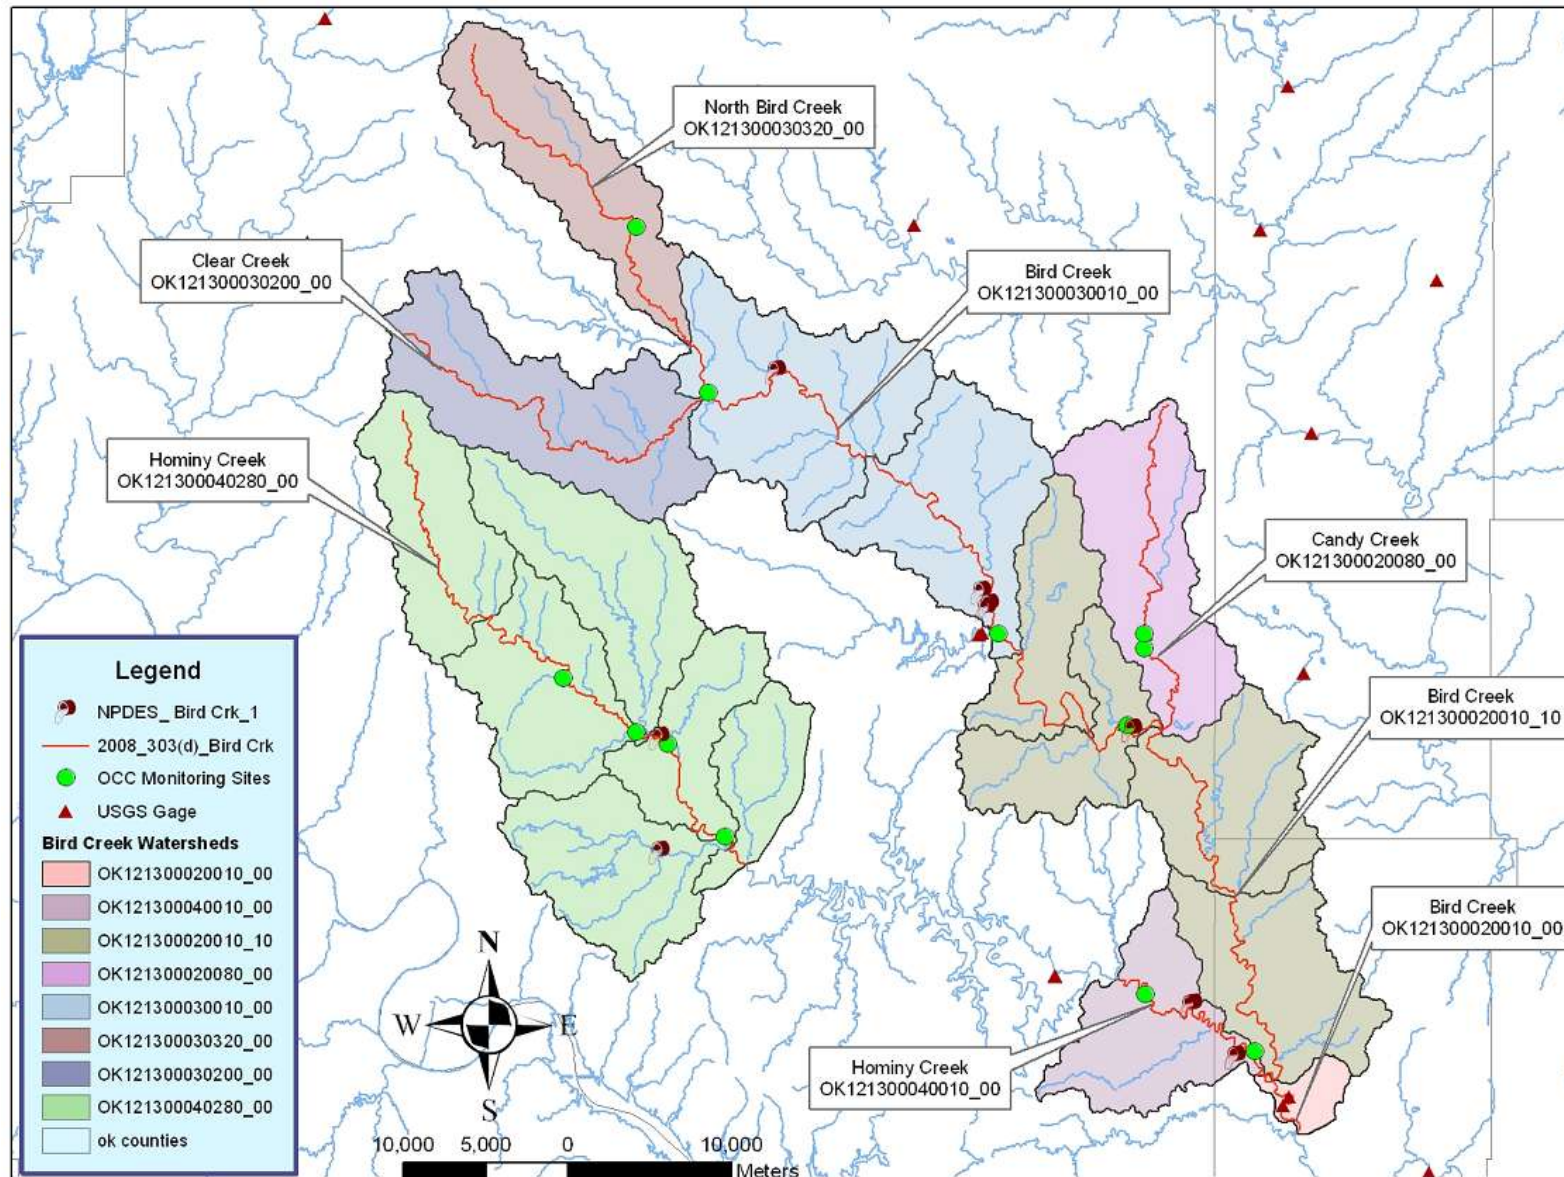 North Bird Creek
OK121300030320_00
Clear Creek
OK121300030200_00
Bird Creek
OK121300030010_00
Hominy Creek
OK121300040280_00
Candy Creek
OK121300020080_00
Bird Creek
OK121300020010_10
Bird Creek
OK121300020010_00
Hominy Creek
OK121300040010_00
Legend
NPDES_ Bird Crk_1
2008_303(d)_Bird Crk
OCC Monitoring Sites
USGS Gage
Bird Creek Watersheds
OK121300020010_00
OK121300040010_00
OK121300020010_10
OK121300020080_00
OK121300030010_00
OK121300030320_00
OK121300030200_00
OK121300040280_00
ok counties
N
W E
S
10,000 5,000 0 10,000
Meters